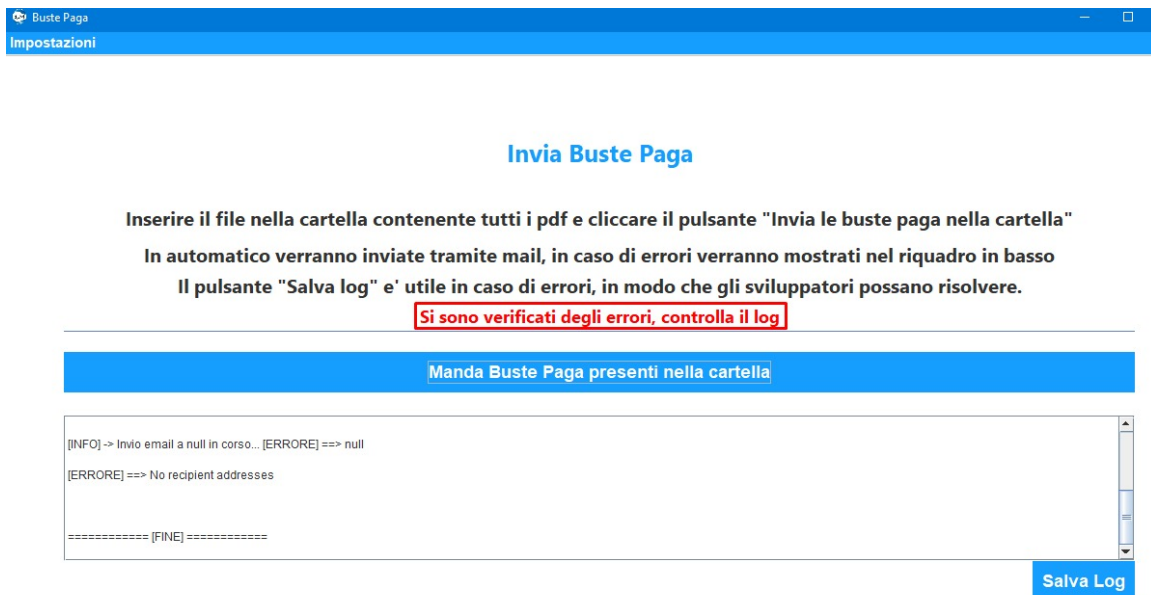 Buste Paga
Impostazioni
Invia Buste Paga
Inserire il file nella cartella contenente tutti i pdf e cliccare il pulsante "Invia le buste paga nella cartella"
In automatico verranno inviate tramite mail, in caso di errori verranno mostrati nel riquadro in basso
Il pulsante "Salva log" e' utile in caso di errori, in modo che gli sviluppatori possano risolvere.
Si sono verificati degli errori, controlla il log
Manda Buste Paga presenti nella cartella
[INFO] -> Invio email a null in corso... [ERRORE] ==> null
[ERRORE] ==> No recipient addresses
============ [FINE] ============
Salva Log